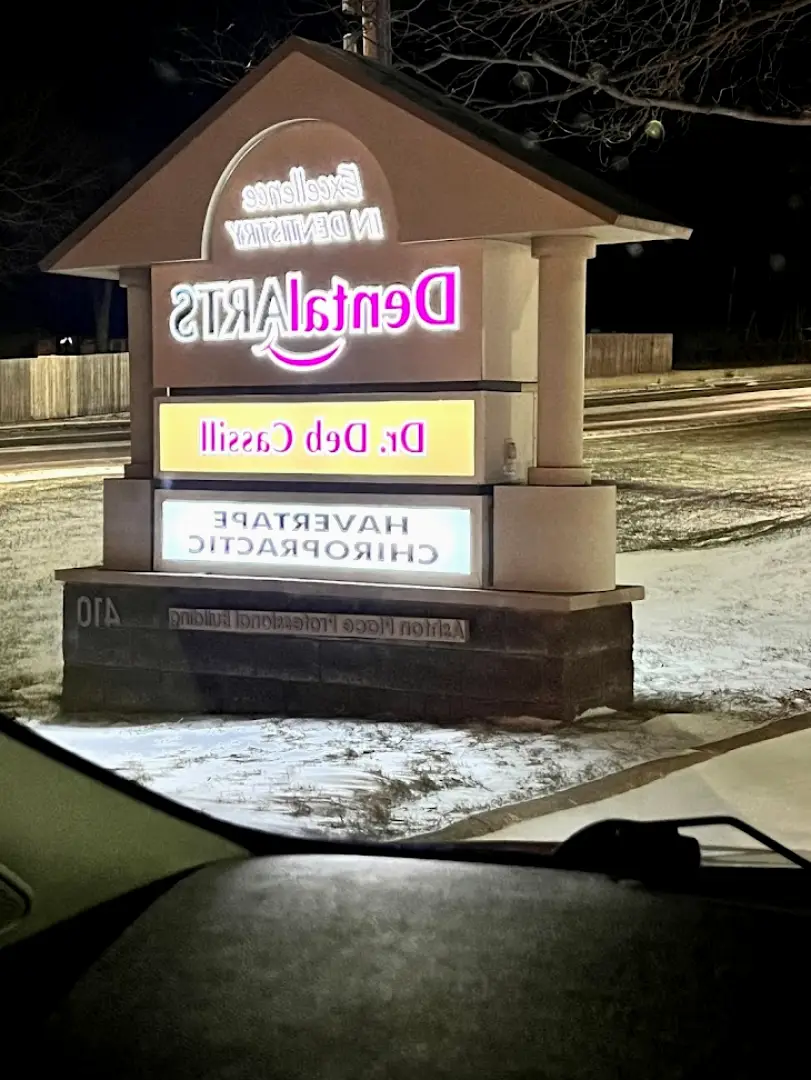 Excellence
IN DENTISTRY
DentalARTS
Dr. Deb Cassill
HAVERTAPE
CHIROPRACTIC
Ashton Place Professional Building
410